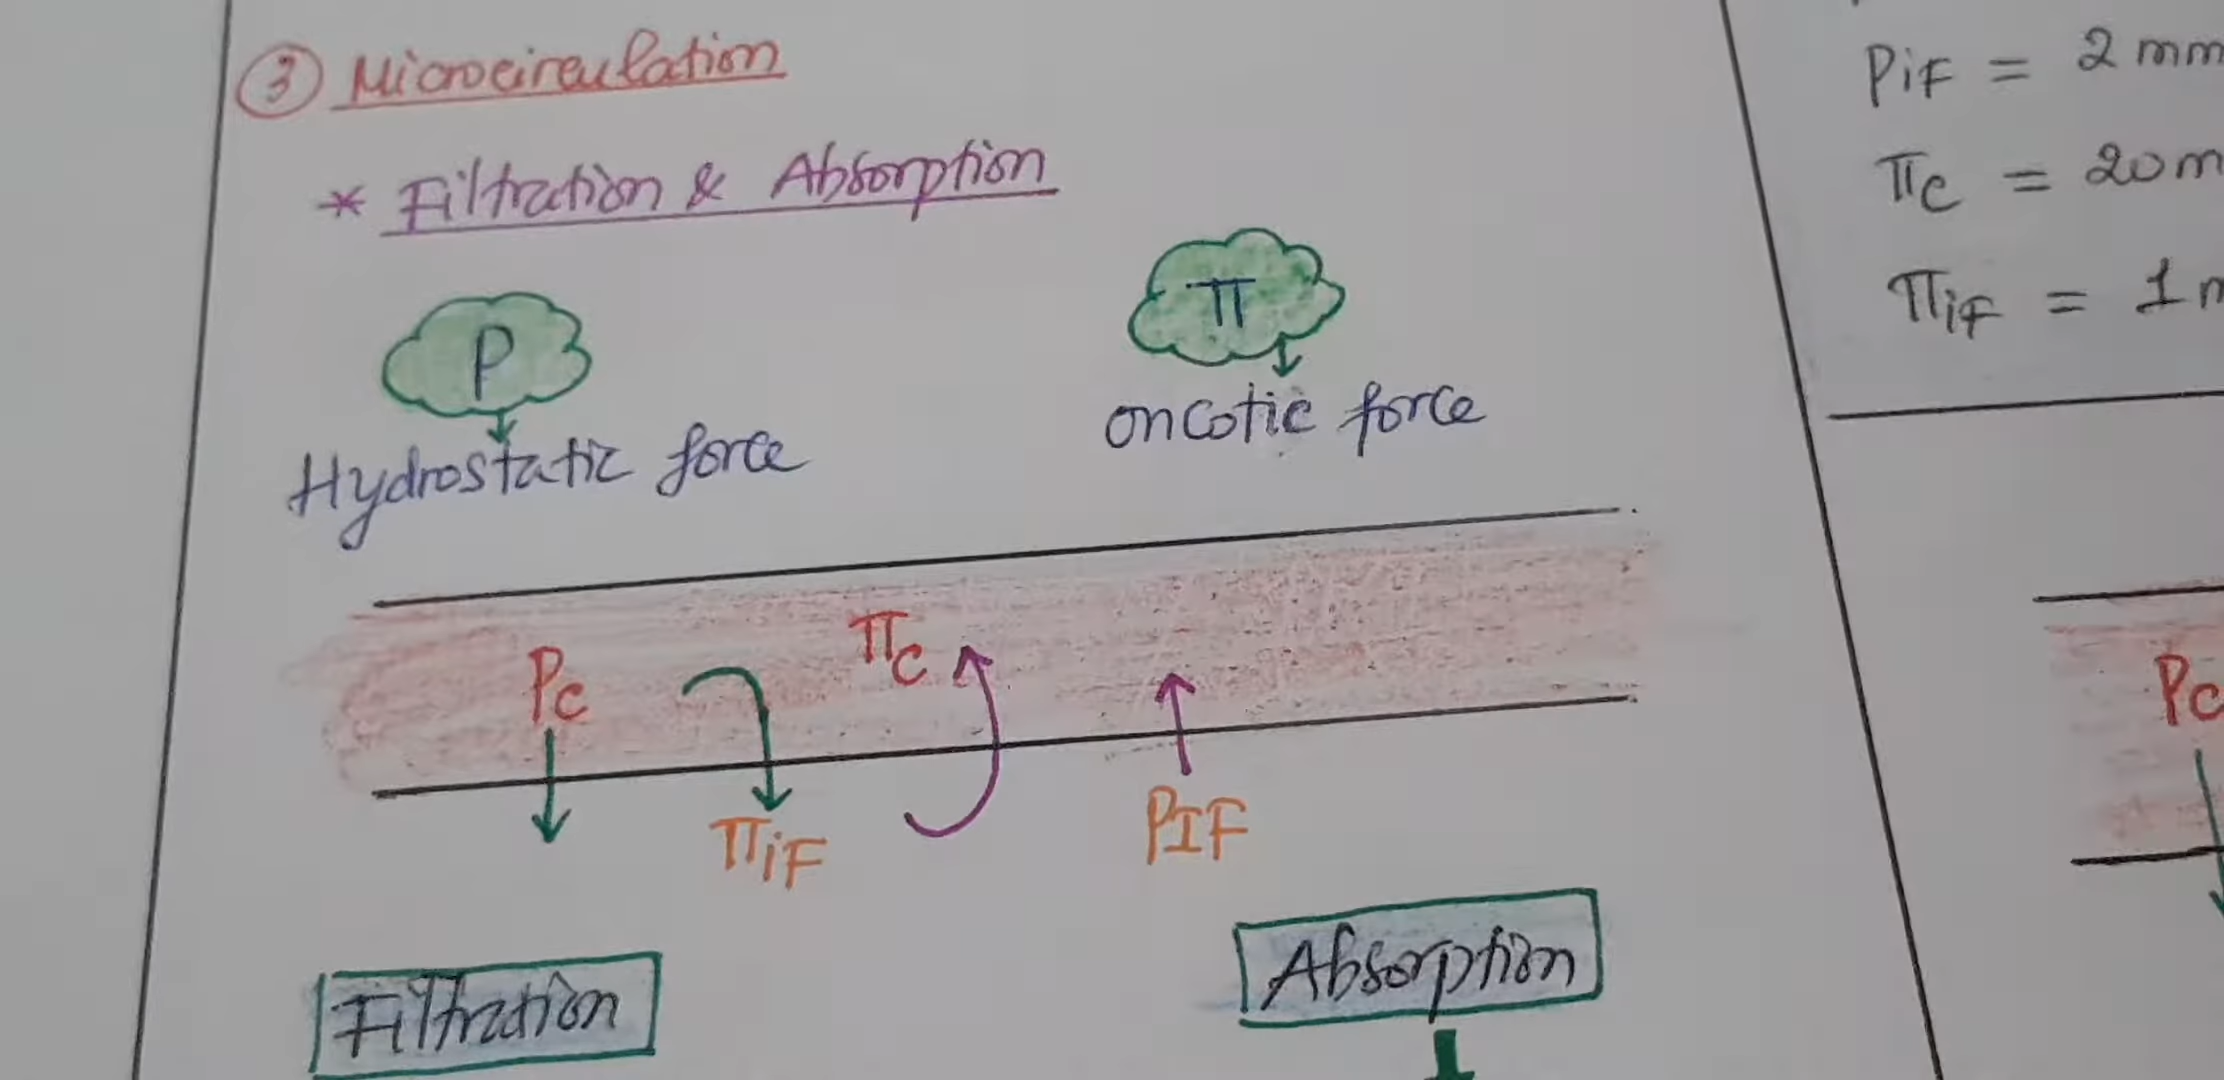 3 Microcirculation
* Filtration & Absorption
P
Hydrostatic force
π
oncotic force
Pc
πc
πiF
PIF
Filtration
Absorption
PiF = 2 mm
πc = 20 m
πiF = 1 m
Pc